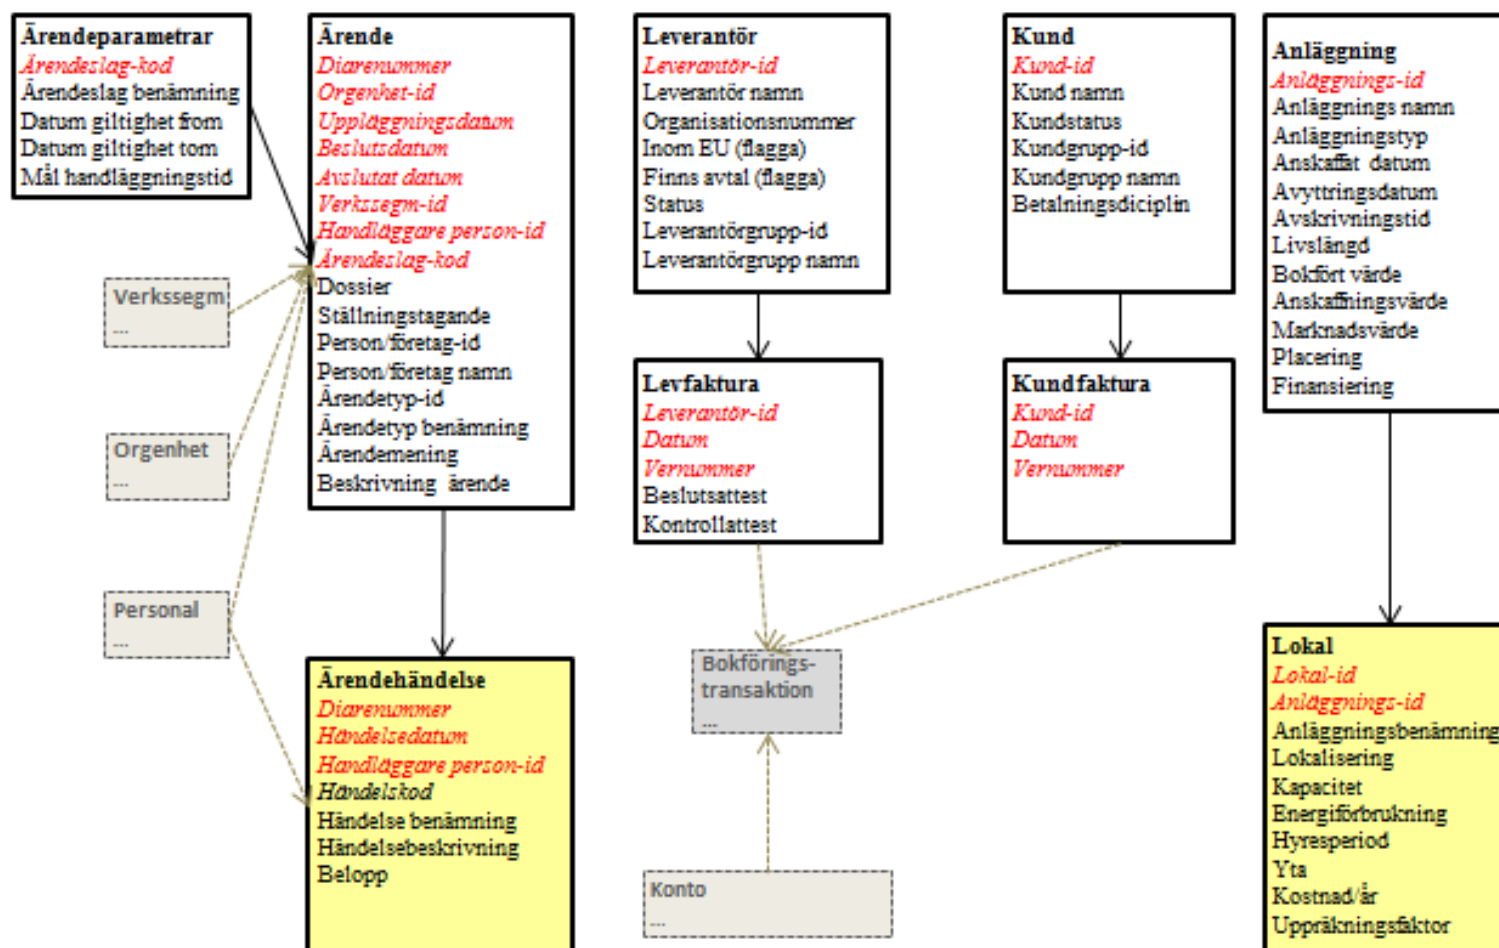 Ärendeparametrar
Ärendeslag-kod
Ärendeslag benämning
Datum giltighet from
Datum giltighet tom
Mål handläggningstid
Ärende
Diarenummer
Orgenhet-id
Uppläggningsdatum
Beslutsdatum
Avslutat datum
Verkssegm-id
Handläggare person-id
Ärendeslag-kod
Dossier
Ställningstagande
Person/företag-id
Person/företag namn
Ärendetyp-id
Ärendetyp benämning
Ärendemening
Beskrivning ärende
Leverantör
Leverantör-id
Leverantör namn
Organisationsnummer
Inom EU (flagga)
Finns avtal (flagga)
Status
Leverantörgrupp-id
Leverantörgrupp namn
Kund
Kund-id
Kund namn
Kundstatus
Kundgrupp-id
Kundgrupp namn
Betalningsdiciplin
Anläggning
Anläggnings-id
Anläggnings namn
Anläggningstyp
Anskaffat datum
Avyttringsdatum
Avskrivningstid
Livslängd
Bokfört värde
Anskaffningsvärde
Marknadsvärde
Placering
Finansiering
Verkssegm
...
Orgenhet
...
Personal
...
Levfaktura
Leverantör-id
Datum
Vernummer
Beslutsattest
Kontrollattest
Kundfaktura
Kund-id
Datum
Vernummer
Ärendehändelse
Diarenummer
Händelsedatum
Handläggare person-id
Händelskod
Händelse benämning
Händelsebeskrivning
Belopp
Bokförings-
transaktion
...
Konto
...
Lokal
Lokal-id
Anläggnings-id
Anläggningsbenämning
Lokalisering
Kapacitet
Energiförbrukning
Hyresperiod
Yta
Kostnad/år
Uppräkningsfaktor